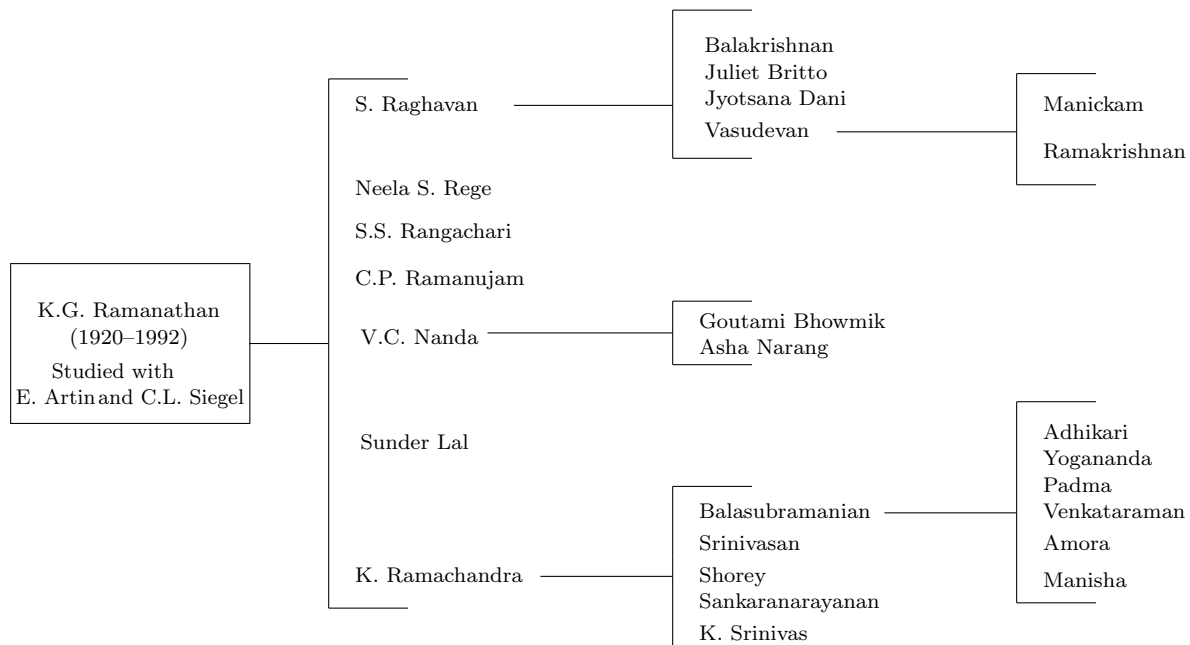 K.G. Ramanathan
(1920–1992)
Studied with
E. Artin and C.L. Siegel
S. Raghavan
Neela S. Rege
S.S. Rangachari
C.P. Ramanujam
V.C. Nanda
Sunder Lal
K. Ramachandra
Balakrishnan
Juliet Britto
Jyotsana Dani
Vasudevan
Goutami Bhowmik
Asha Narang
Balasubramanian
Srinivasan
Shorey
Sankaranarayanan
K. Srinivas
Manickam
Ramakrishnan
Adhikari
Yogananda
Padma
Venkataraman
Amora
Manisha